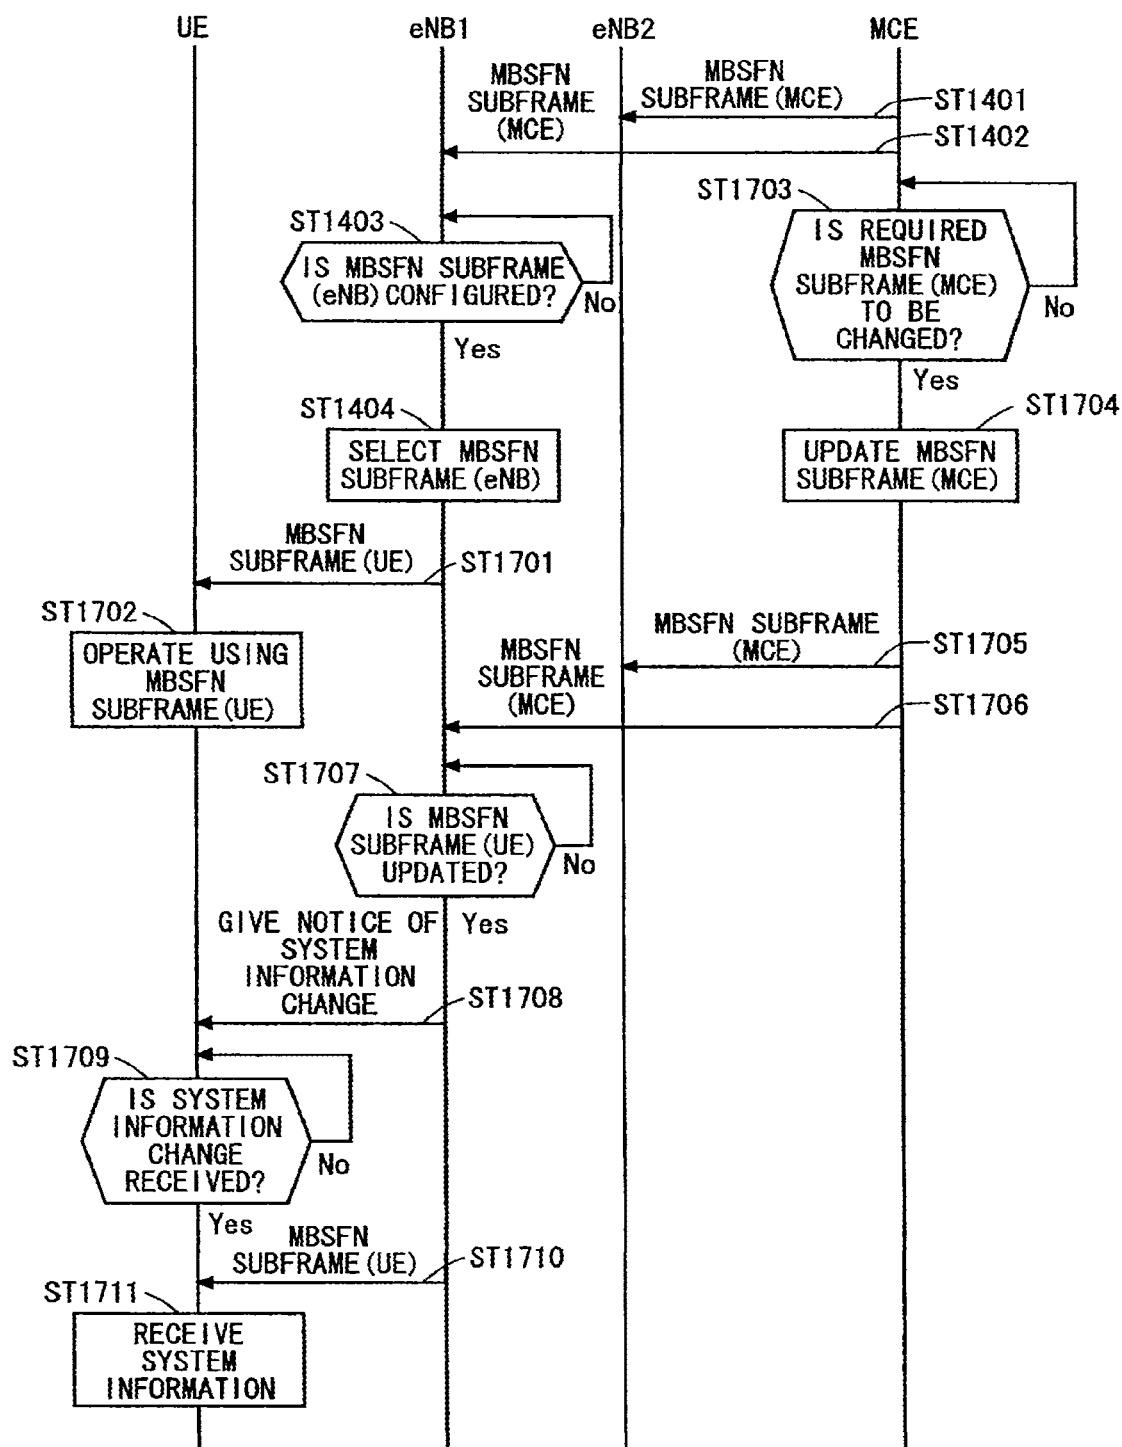 UE
eNB1
eNB2
MCE
MBSFN
SUBFRAME
(MCE)
MBSFN
SUBFRAME(MCE)
ST1401
ST1402
ST1703
IS REQUIRED
MBSFN
SUBFRAME(MCE)
TO BE
CHANGED?
No
Yes
ST1403
IS MBSFN SUBFRAME
(eNB)CONFIGURED?
No
Yes
ST1404
SELECT MBSFN
SUBFRAME(eNB)
ST1704
UPDATE MBSFN
SUBFRAME(MCE)
MBSFN
SUBFRAME(UE)
ST1701
ST1702
OPERATE USING
MBSFN
SUBFRAME(UE)
MBSFN SUBFRAME
(MCE)
ST1705
MBSFN
SUBFRAME
(MCE)
ST1706
ST1707
IS MBSFN
SUBFRAME(UE)
UPDATED?
No
Yes
GIVE NOTICE OF
SYSTEM
INFORMATION
CHANGE
ST1708
ST1709
IS SYSTEM
INFORMATION
CHANGE
RECEIVED?
No
Yes
MBSFN
SUBFRAME(UE)
ST1710
ST1711
RECEIVE
SYSTEM
INFORMATION